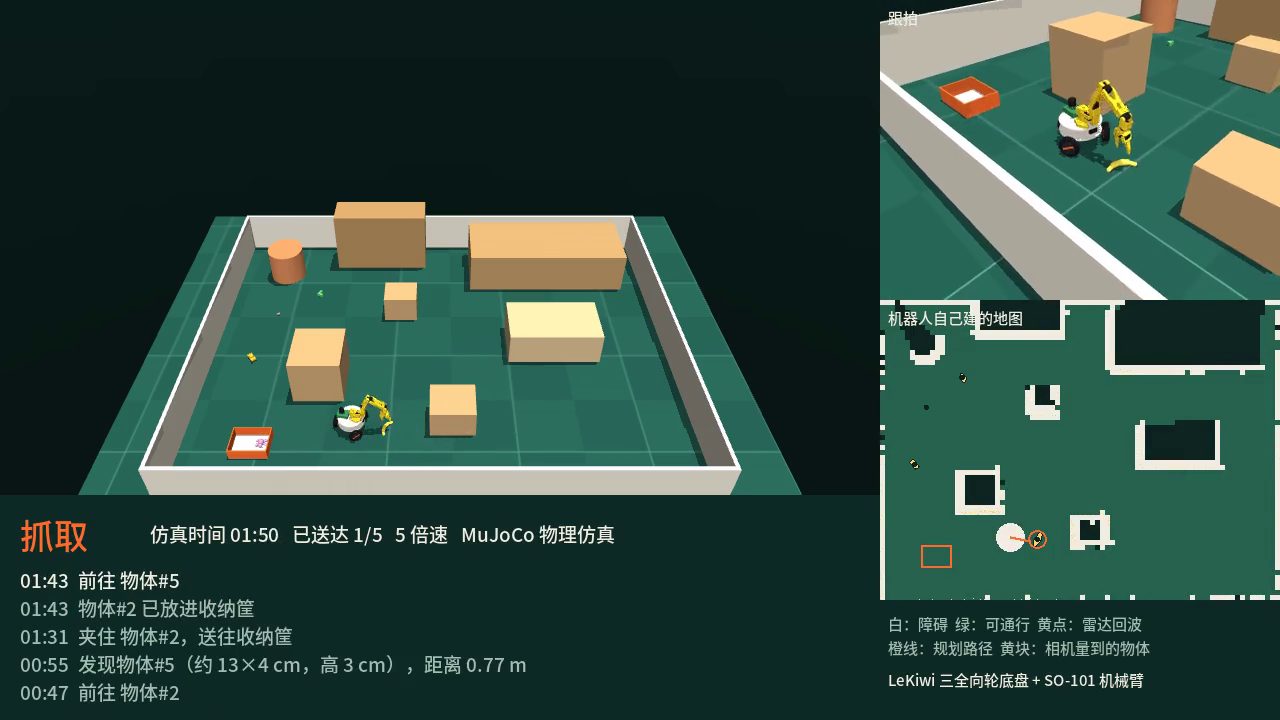 跟拍
机器人自己建的地图
抓取
仿真时间 01:50 已送达 1/5 5 倍速 MuJoCo 物理仿真
01:43 前往 物体#5
01:43 物体#2 已放进收纳筐
01:31 夹住 物体#2，送往收纳筐
00:55 发现物体#5（约 13×4 cm，高 3 cm），距离 0.77 m
00:47 前往 物体#2
白：障碍 绿：可通行 黄点：雷达回波
橙线：规划路径 黄块：相机量到的物体
LeKiwi 三全向轮底盘 + SO-101 机械臂